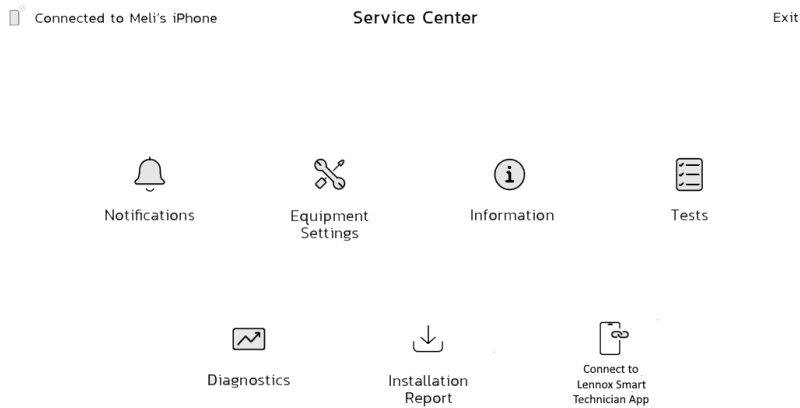 Connected to Meli's iPhone
Service Center
Exit
Notifications
Equipment
Settings
Information
Tests
Diagnostics
Installation
Report
Connect to
Lennox Smart
Technician App